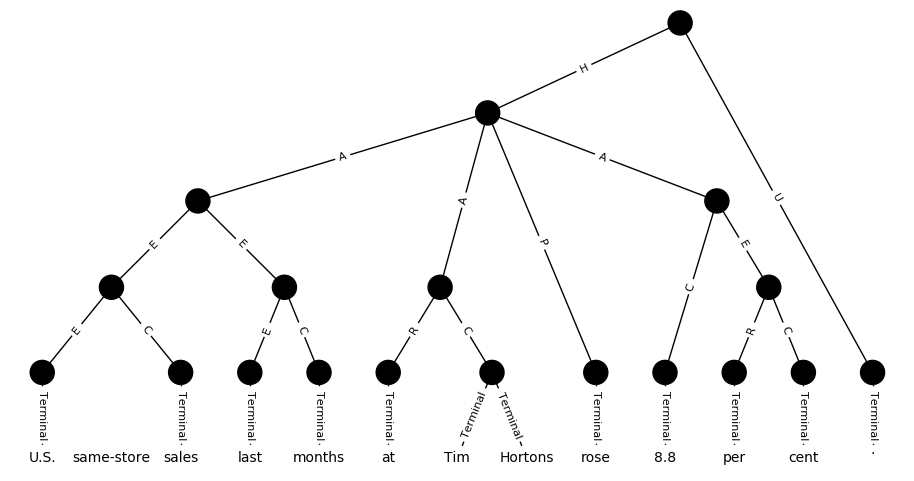 H
A A U
A P
E E E
C
E C E C R C R C
Terminal Terminal Terminal Terminal Terminal Terminal Terminal Terminal Terminal Terminal Terminal Terminal
U.S. same-store sales last months at Tim Hortons rose 8.8 per cent .